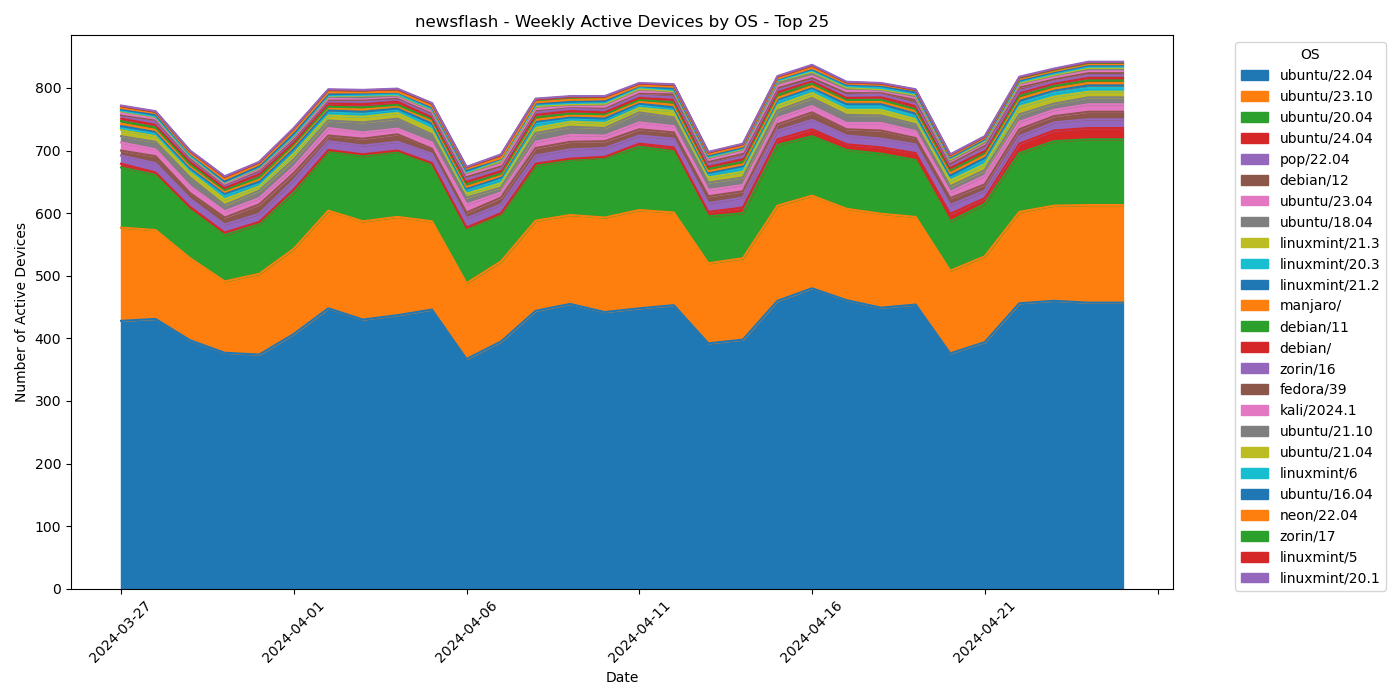 newsflash - Weekly Active Devices by OS - Top 25
Number of Active Devices
800
700
600
500
400
300
200
100
0
2024-03-27
2024-04-01
2024-04-06
2024-04-11
2024-04-16
2024-04-21
Date
OS
ubuntu/22.04
ubuntu/23.10
ubuntu/20.04
ubuntu/24.04
pop/22.04
debian/12
ubuntu/23.04
ubuntu/18.04
linuxmint/21.3
linuxmint/20.3
linuxmint/21.2
manjaro/
debian/11
debian/
zorin/16
fedora/39
kali/2024.1
ubuntu/21.10
ubuntu/21.04
linuxmint/6
ubuntu/16.04
neon/22.04
zorin/17
linuxmint/5
linuxmint/20.1